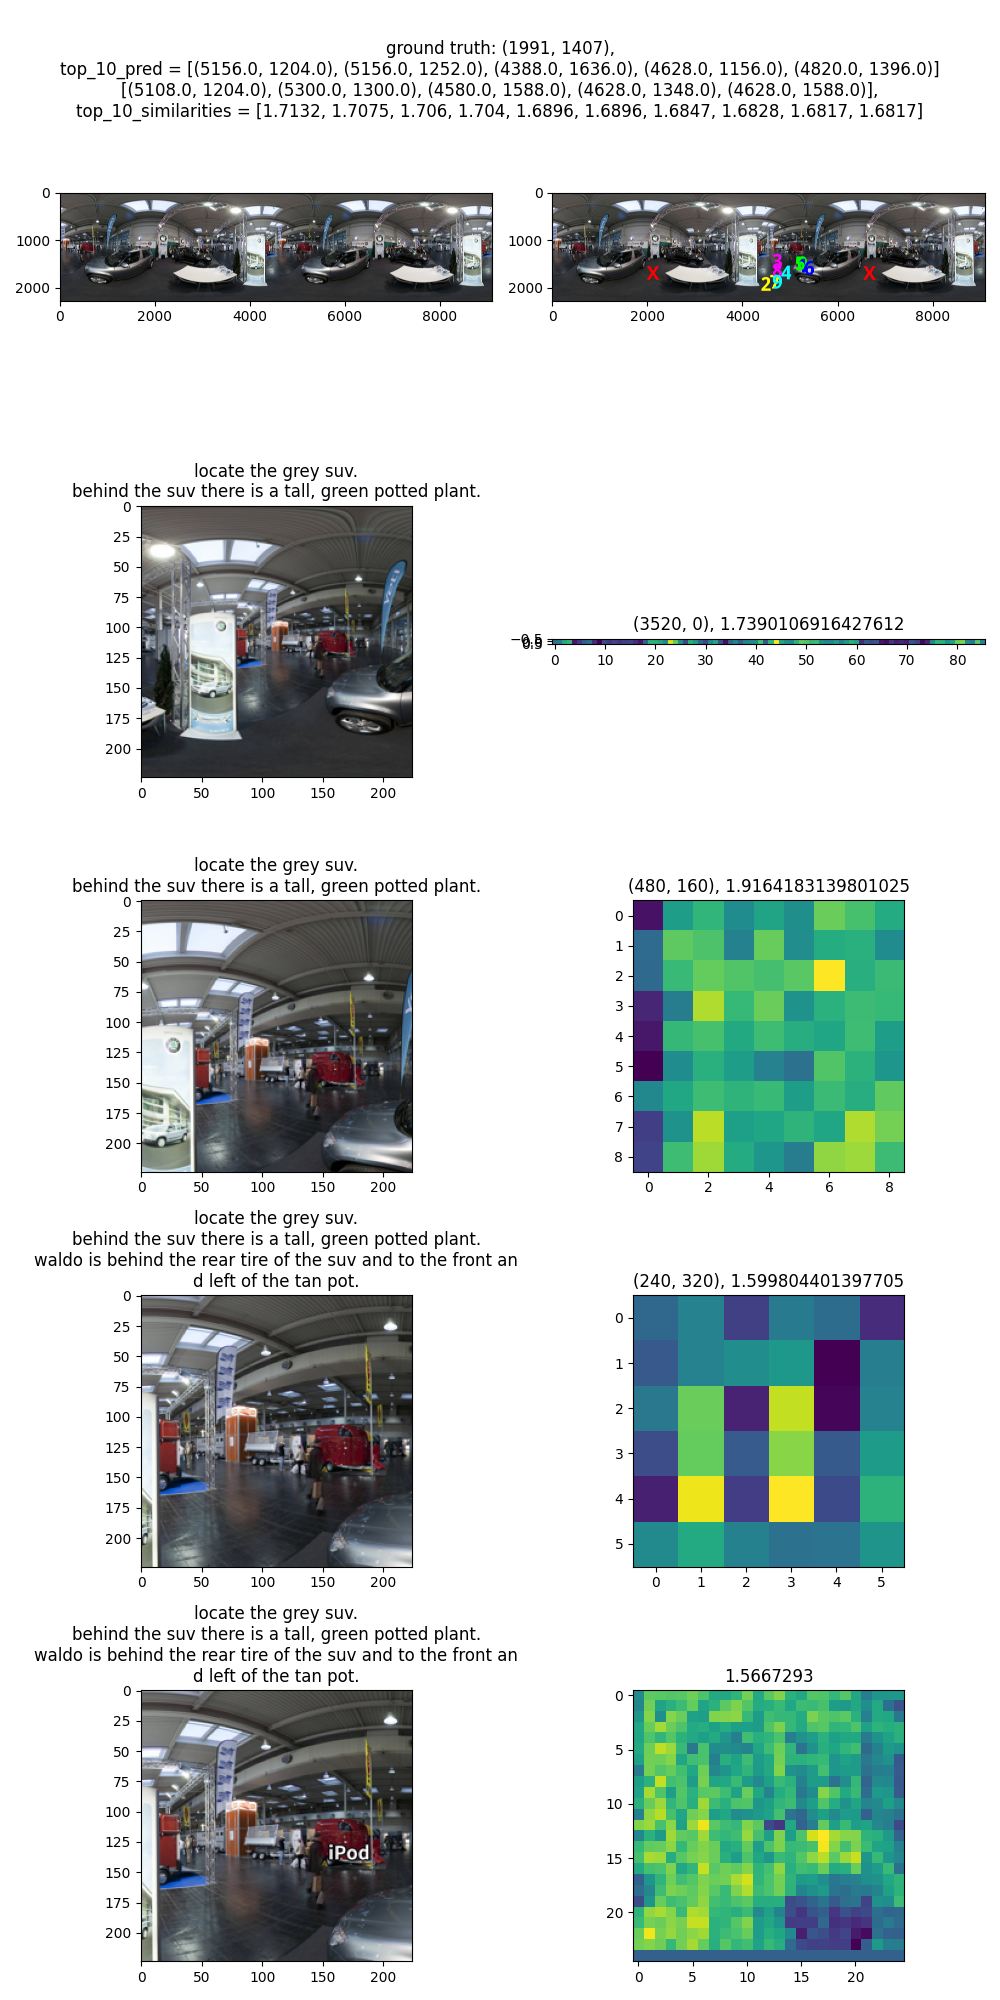 ground truth: (1991, 1407),
top_10_pred = [(5156.0, 1204.0), (5156.0, 1252.0), (4388.0, 1636.0), (4628.0, 1156.0), (4820.0, 1396.0)]
[(5108.0, 1204.0), (5300.0, 1300.0), (4580.0, 1588.0), (4628.0, 1348.0), (4628.0, 1588.0)],
top_10_similarities = [1.7132, 1.7075, 1.706, 1.704, 1.6896, 1.6896, 1.6847, 1.6828, 1.6817, 1.6817]
0
1000
2000
0 2000 4000 6000 8000
0
1000
2000
X 2 3 4 5 6 9 X
0 2000 4000 6000 8000
locate the grey suv.
behind the suv there is a tall, green potted plant.
0
25
50
75
100
125
150
175
200
0 50 100 150 200
(3520, 0), 1.7390106916427612
−0.5
0.5
0 10 20 30 40 50 60 70 80
locate the grey suv.
behind the suv there is a tall, green potted plant.
0
25
50
75
100
125
150
175
200
0 50 100 150 200
(480, 160), 1.9164183139801025
0
1
2
3
4
5
6
7
8
0 2 4 6 8
locate the grey suv.
behind the suv there is a tall, green potted plant.
waldo is behind the rear tire of the suv and to the front an
d left of the tan pot.
0
25
50
75
100
125
150
175
200
0 50 100 150 200
(240, 320), 1.599804401397705
0
1
2
3
4
5
0 1 2 3 4 5
locate the grey suv.
behind the suv there is a tall, green potted plant.
waldo is behind the rear tire of the suv and to the front an
d left of the tan pot.
0
25
50
75
100
125
150
175
200
iPod
0 50 100 150 200
1.5667293
0
5
10
15
20
0 5 10 15 20